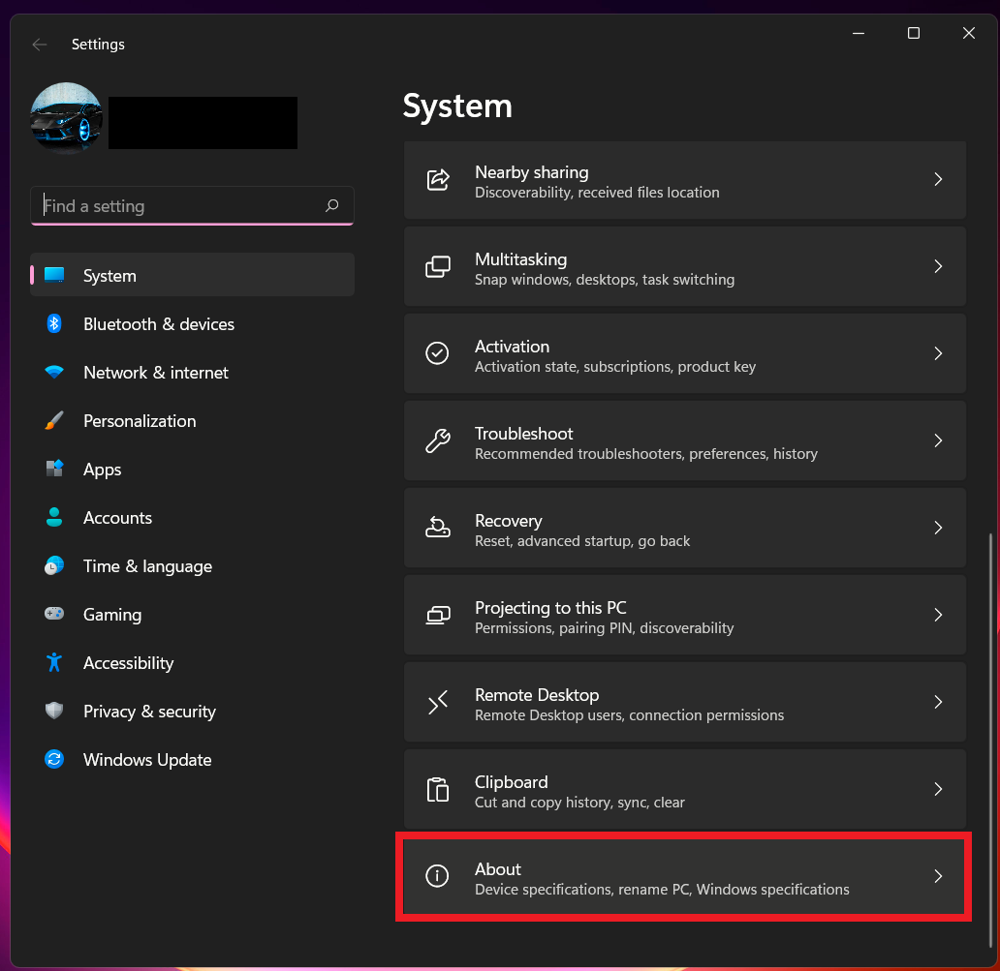 Settings
Find a setting
System
Bluetooth & devices
Network & internet
Personalization
Apps
Accounts
Time & language
Gaming
Accessibility
Privacy & security
Windows Update
System
Nearby sharing
Discoverability, received files location
Multitasking
Snap windows, desktops, task switching
Activation
Activation state, subscriptions, product key
Troubleshoot
Recommended troubleshooters, preferences, history
Recovery
Reset, advanced startup, go back
Projecting to this PC
Permissions, pairing PIN, discoverability
Remote Desktop
Remote Desktop users, connection permissions
Clipboard
Cut and copy history, sync, clear
About
Device specifications, rename PC, Windows specifications